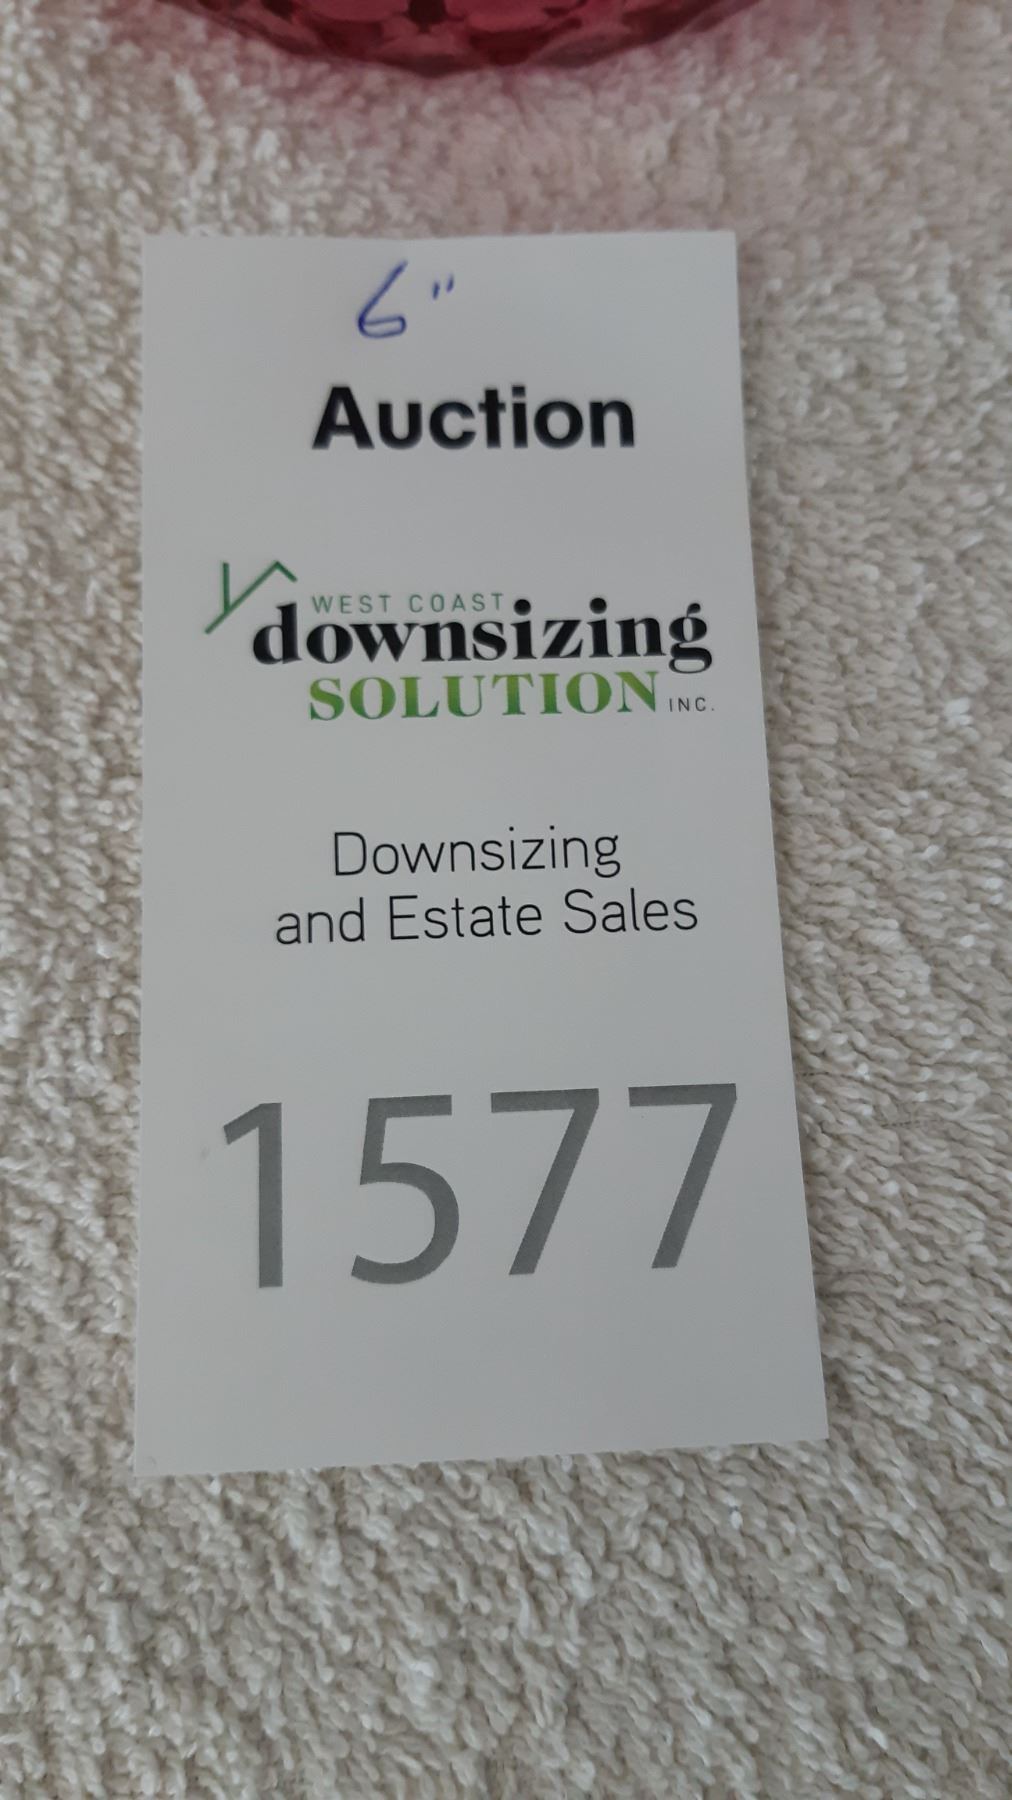 6"
Auction
WEST COAST
downsizing
SOLUTION INC.
Downsizing
and Estate Sales
1577